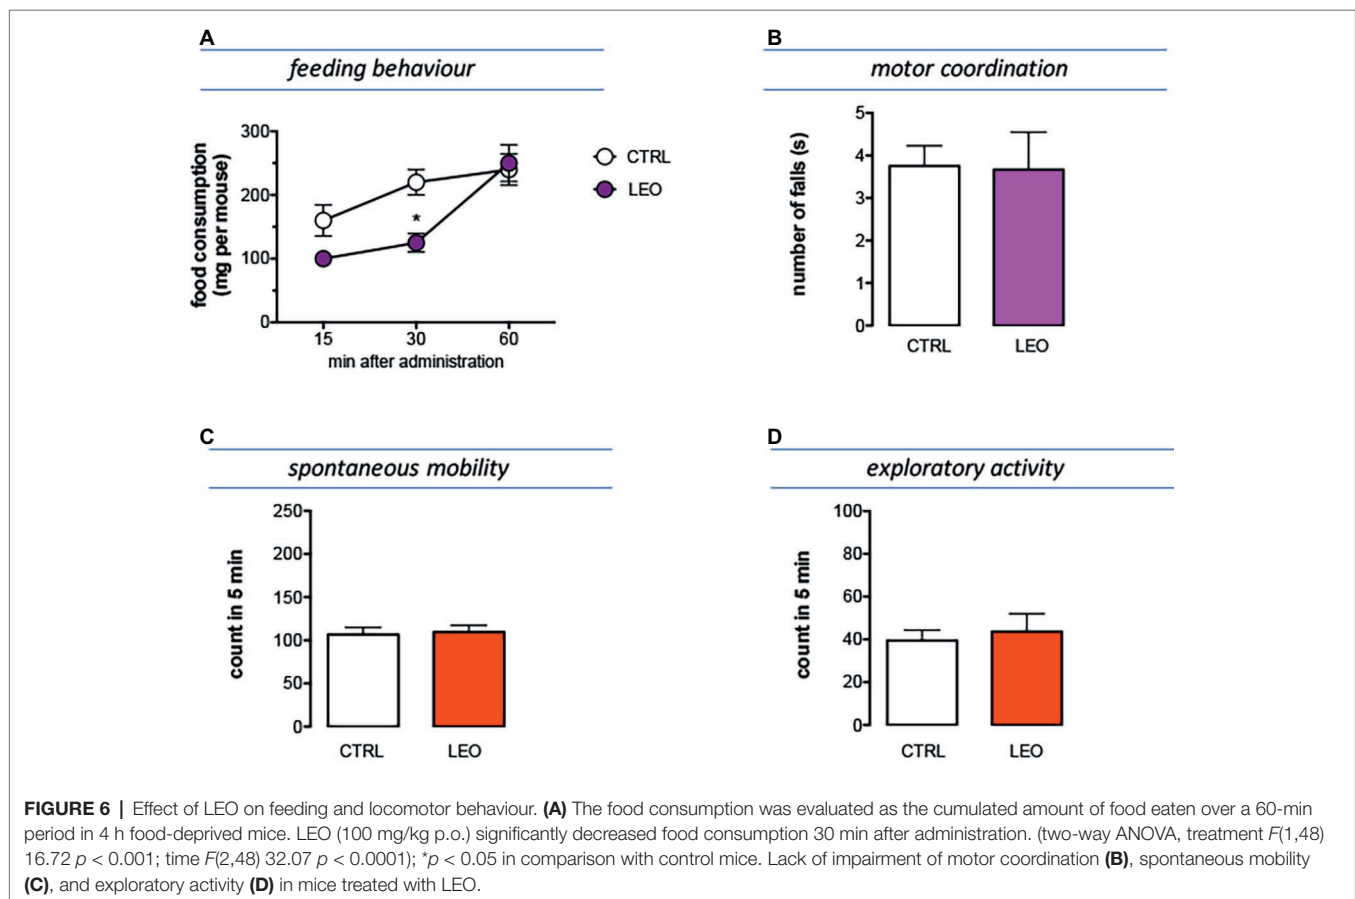 A
feeding behaviour
food consumption
(mg per mouse)
300
200
100
0
*
15
30
60
min after administration
CTRL
LEO
B
motor coordination
number of falls (s)
5
4
3
2
1
0
CTRL
LEO
C
spontaneous mobility
count in 5 min
250
200
150
100
50
0
CTRL
LEO
D
exploratory activity
count in 5 min
100
80
60
40
20
0
CTRL
LEO
FIGURE 6 | Effect of LEO on feeding and locomotor behaviour. (A) The food consumption was evaluated as the cumulated amount of food eaten over a 60-min
period in 4 h food-deprived mice. LEO (100 mg/kg p.o.) significantly decreased food consumption 30 min after administration. (two-way ANOVA, treatment F(1,48)
16.72 p < 0.001; time F(2,48) 32.07 p < 0.0001); *p < 0.05 in comparison with control mice. Lack of impairment of motor coordination (B), spontaneous mobility
(C), and exploratory activity (D) in mice treated with LEO.